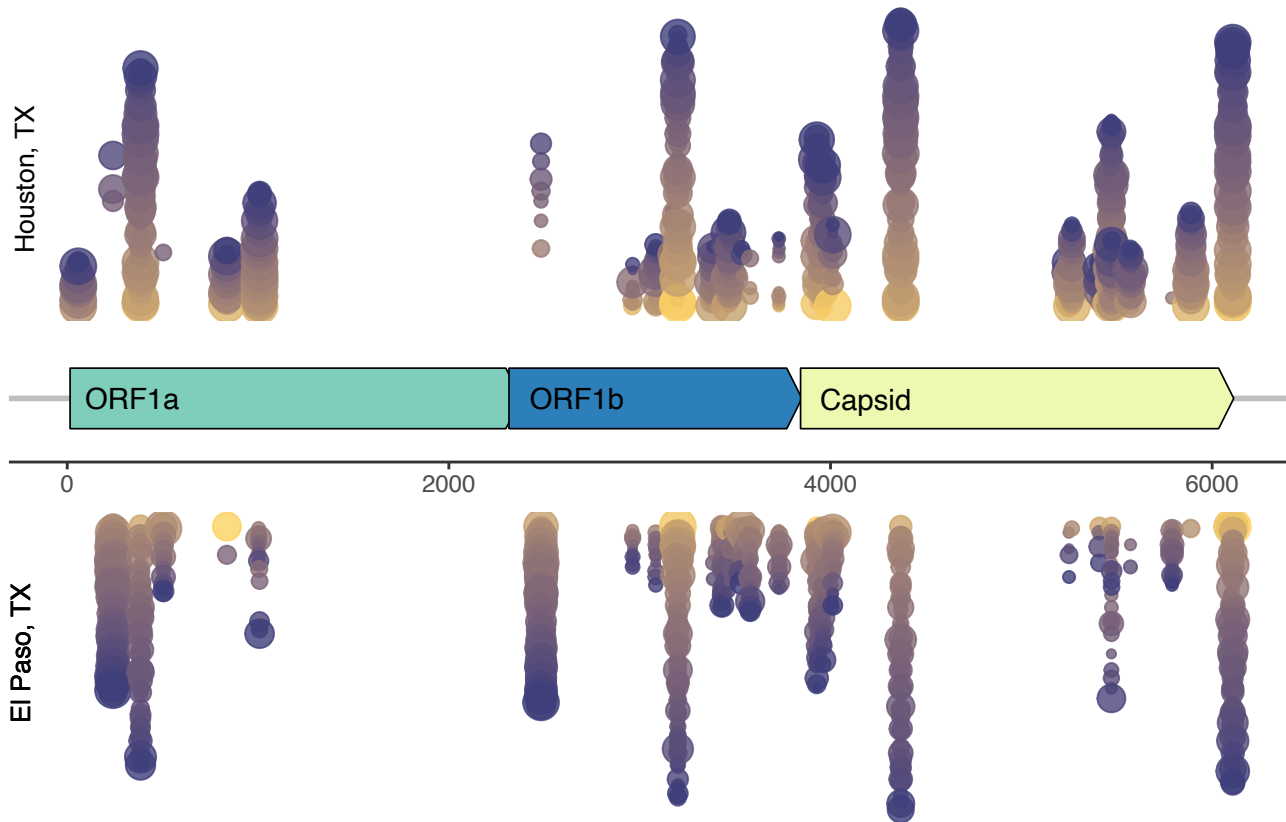 Houston, TX
ORF1a
ORF1b
Capsid
0
2000
4000
6000
El Paso, TX